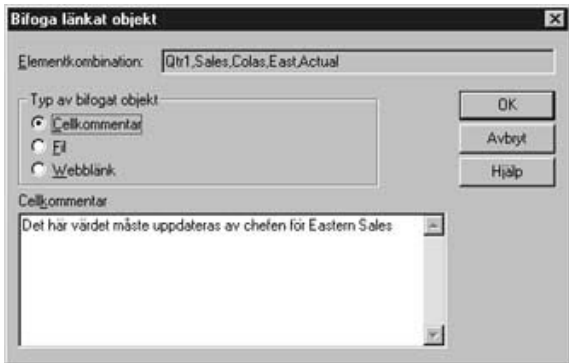 Bifoga länkat objekt
Elementkombination: Qtr1,Sales,Colas,East,Actual
Typ av bifogat objekt
Cellkommentar
Fil
Webblänk
OK
Avbryt
Hjälp
Cellkommentar
Det här värdet måste uppdateras av chefen för Eastern Sales